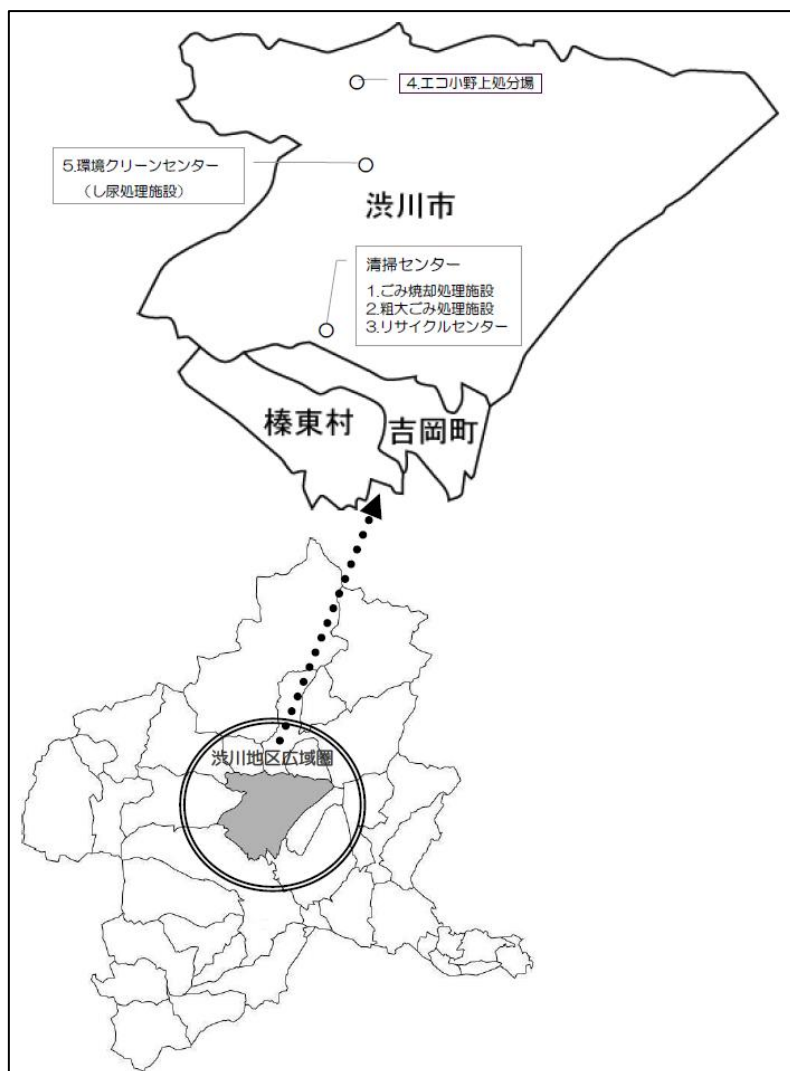 4.エコ小野上処分場
5.環境クリーンセンター
(し尿処理施設)
渋川市
清掃センター
1.ごみ焼却処理施設
2.粗大ごみ処理施設
3.リサイクルセンター
榛東村
吉岡町
渋川地区広域圏